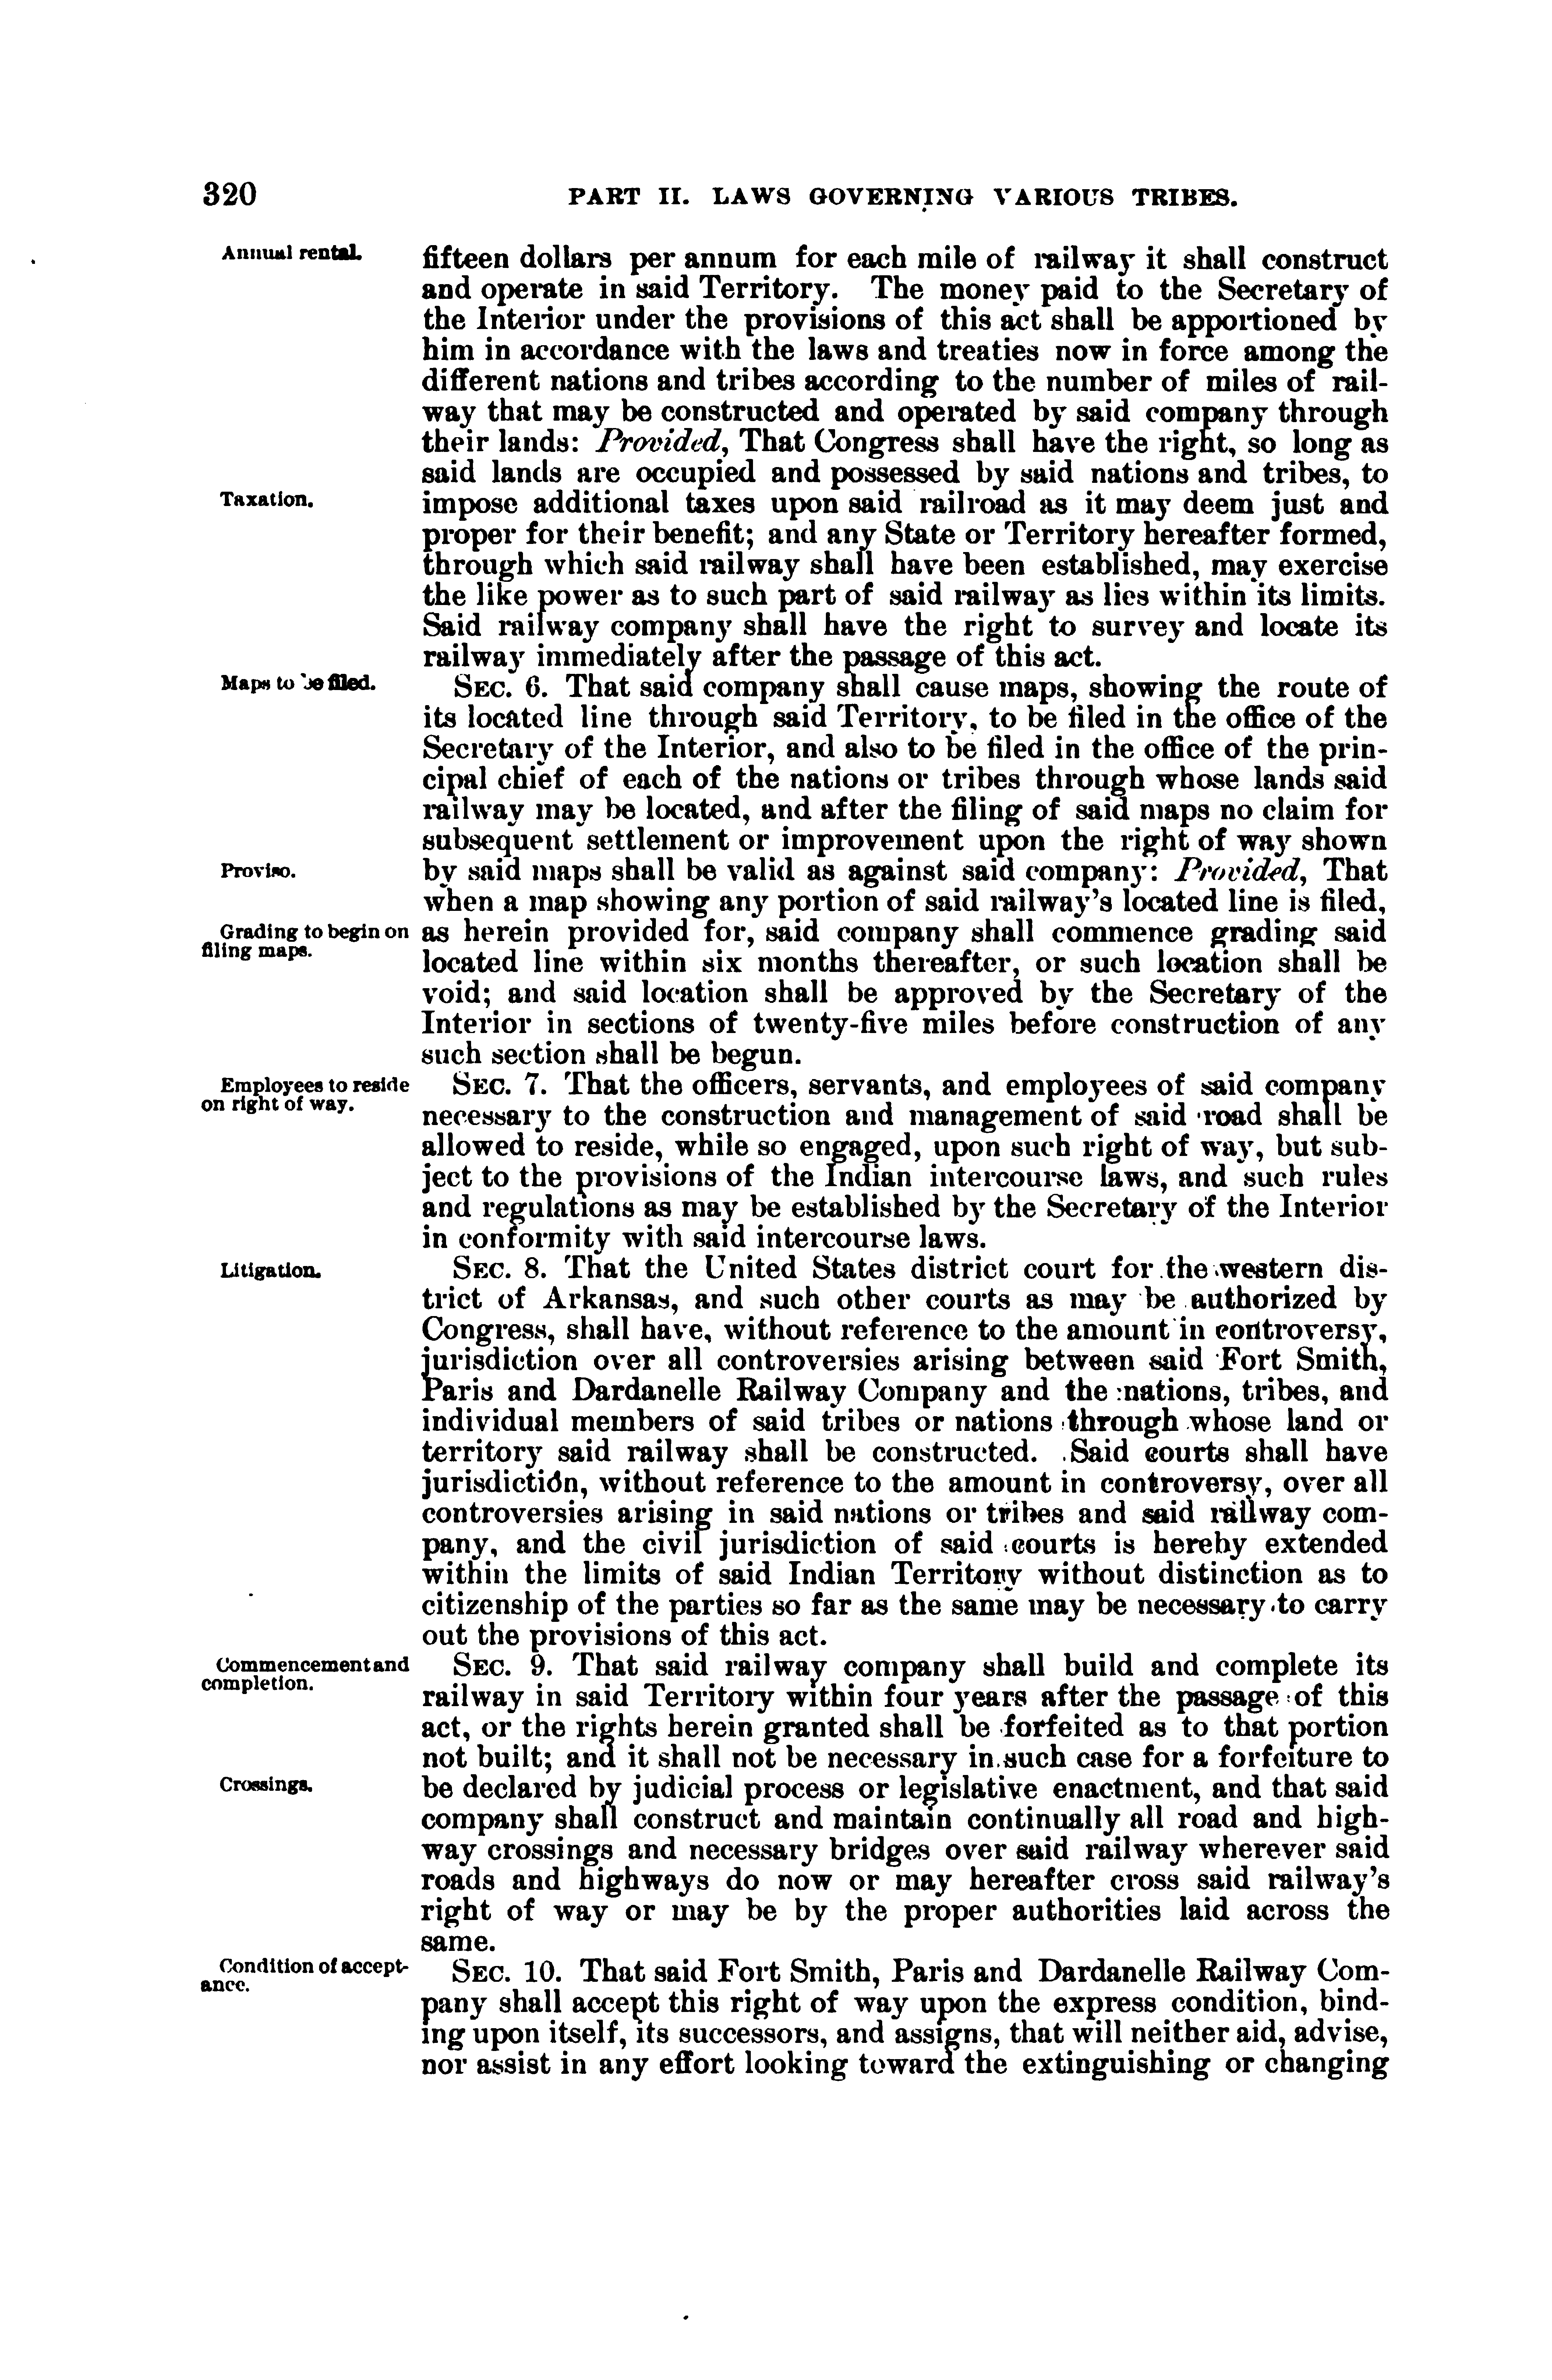 320 PART II. LAWS GOVERNING VARIOUS TRIBES.
Annual rental. fifteen dollars per annum for each mile of railway it shall construct
and operate in said Territory. The money paid to the Secretary of
the Interior under the provisions of this act shall be apportioned by
him in accordance with the laws and treaties now in force among the
different nations and tribes according to the number of miles of rail-
way that may be constructed and operated by said company through
their lands: Provided, That Congress shall have the right, so long as
said lands are occupied and possessed by said nations and tribes, to
Taxation. impose additional taxes upon said railroad as it may deem just and
proper for their benefit; and any State or Territory hereafter formed,
through which said railway shall have been established, may exercise
the like power as to such part of said railway as lies within its limits.
Said railway company shall have the right to survey and locate its
railway immediately after the passage of this act.
Maps to be filed. SEC. 6. That said company shall cause maps, showing the route of
its located line through said Territory, to be filed in the office of the
Secretary of the Interior, and also to be filed in the office of the prin-
cipal chief of each of the nations or tribes through whose lands said
railway may be located, and after the filing of said maps no claim for
subsequent settlement or improvement upon the right of way shown
Proviso. by said maps shall be valid as against said company: Provided, That
when a map showing any portion of said railway's located line is filed,
Grading to begin on as herein provided for, said company shall commence grading said
filing maps. located line within six months thereafter, or such location shall be
void; and said location shall be approved by the Secretary of the
Interior in sections of twenty-five miles before construction of any
such section shall be begun.
Employees to reside SEC. 7. That the officers, servants, and employees of said company
on right of way. necessary to the construction and management of said road shall be
allowed to reside, while so engaged, upon such right of way, but sub-
ject to the provisions of the Indian intercourse laws, and such rules
and regulations as may be established by the Secretary of the Interior
in conformity with said intercourse laws.
Litigation. SEC. 8. That the United States district court for the western dis-
trict of Arkansas, and such other courts as may be authorized by
Congress, shall have, without reference to the amount in controversy,
jurisdiction over all controversies arising between said Fort Smith,
Paris and Dardanelle Railway Company and the nations, tribes, and
individual members of said tribes or nations through whose land or
territory said railway shall be constructed. Said courts shall have
jurisdiction, without reference to the amount in controversy, over all
controversies arising in said nations or tribes and said railway com-
pany, and the civil jurisdiction of said courts is hereby extended
within the limits of said Indian Territory without distinction as to
citizenship of the parties so far as the same may be necessary to carry
out the provisions of this act.
Commencement and SEC. 9. That said railway company shall build and complete its
completion. railway in said Territory within four years after the passage of this
act, or the rights herein granted shall be forfeited as to that portion
not built; and it shall not be necessary in such case for a forfeiture to
Crossings. be declared by judicial process or legislative enactment, and that said
company shall construct and maintain continually all road and high-
way crossings and necessary bridges over said railway wherever said
roads and highways do now or may hereafter cross said railway's
right of way or may be by the proper authorities laid across the
same.
Condition of accept- SEC. 10. That said Fort Smith, Paris and Dardanelle Railway Com-
ance. pany shall accept this right of way upon the express condition, bind-
ing upon itself, its successors, and assigns, that will neither aid, advise,
nor assist in any effort looking toward the extinguishing or changing